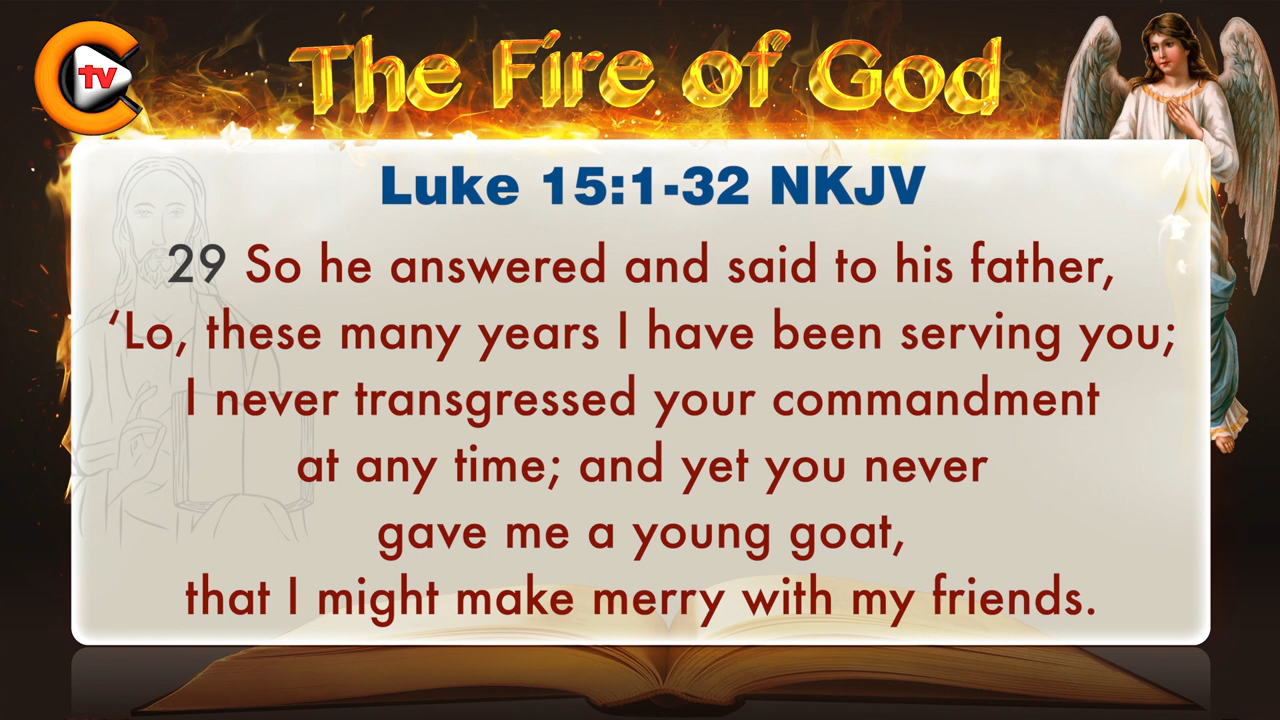 tv
The Fire of God
Luke 15:1-32 NKJV
29 So he answered and said to his father,
‘Lo, these many years I have been serving you;
I never transgressed your commandment
at any time; and yet you never
gave me a young goat,
that I might make merry with my friends.